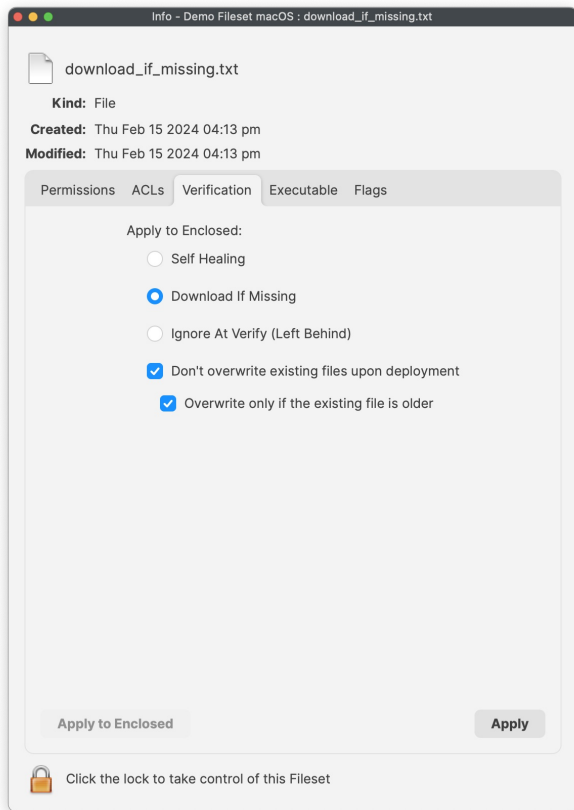 Info - Demo Fileset macOS : download_if_missing.txt
download_if_missing.txt
Kind: File
Created: Thu Feb 15 2024 04:13 pm
Modified: Thu Feb 15 2024 04:13 pm
Permissions ACLs Verification Executable Flags
Apply to Enclosed:
Self Healing
Download If Missing
Ignore At Verify (Left Behind)
Don't overwrite existing files upon deployment
Overwrite only if the existing file is older
Apply to Enclosed Apply
Click the lock to take control of this Fileset